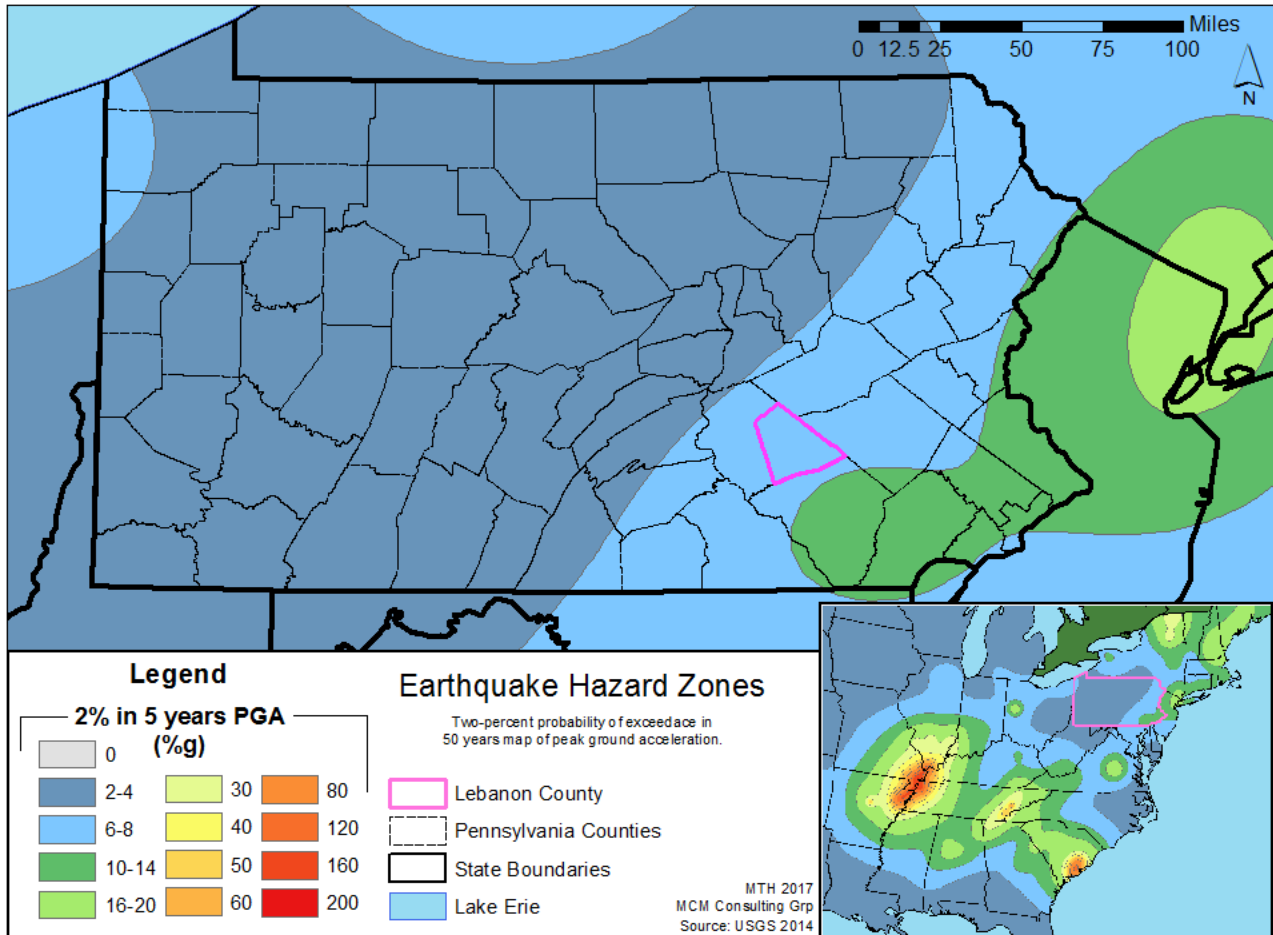 Miles
0 12.5 25 50 75 100
N
Legend
2% in 5 years PGA
(%g)
0
2-4
6-8
10-14
16-20
30
40
50
60
80
120
160
200
Earthquake Hazard Zones
Two-percent probability of exceedace in
50 years map of peak ground acceleration.
Lebanon County
Pennsylvania Counties
State Boundaries
Lake Erie
MTH 2017
MCM Consulting Grp
Source: USGS 2014